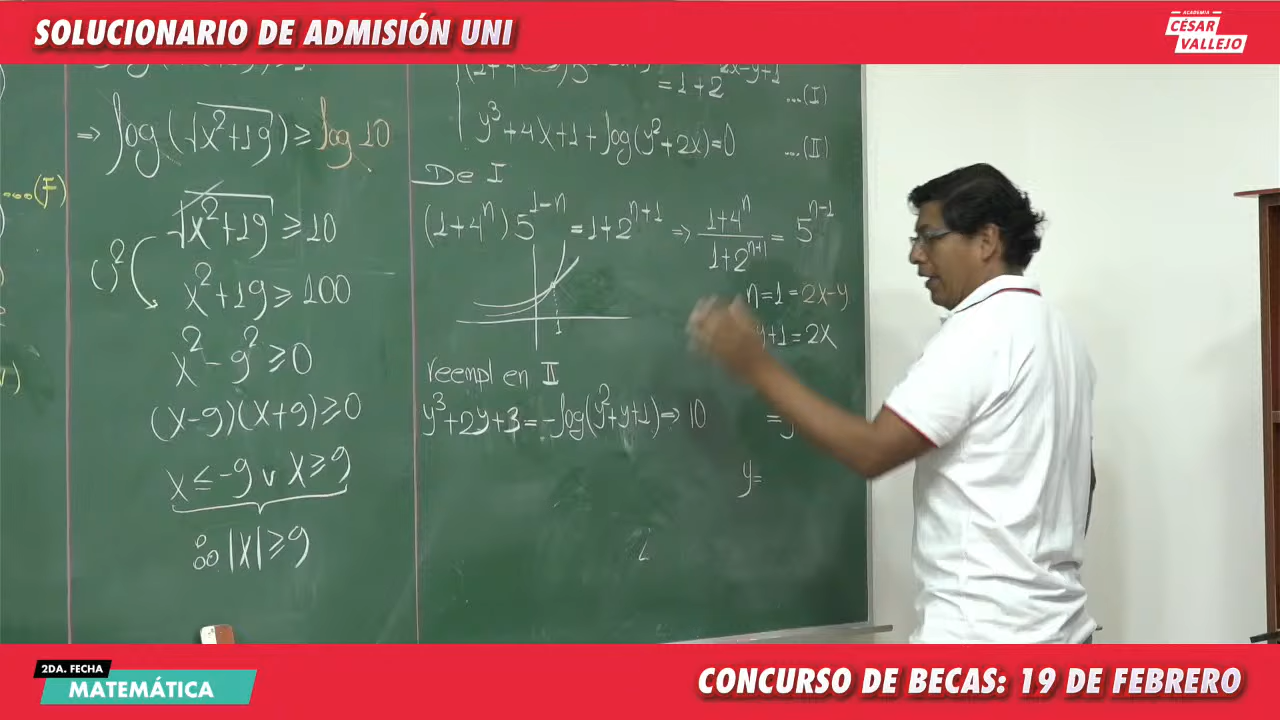 SOLUCIONARIO DE ADMISIÓN UNI
ACADEMIA
CÉSAR
VALLEJO
....(F)
⇒ log(√x²+19) ≥ log 10
√x²+19 ≥ 10
( )²
x²+19 ≥ 100
x² - 9² ≥ 0
(x-9)(x+9) ≥ 0
x ≤ -9 v x ≥ 9
∴ |x| ≥ 9
= 1+2^(2x-y+1) ...(I)
y³+4x+1+log(y²+2x)=0 ...(II)
De I
(1+4ⁿ) 5^(1-n) = 1+2^(n+1) ⇒ (1+4ⁿ)/(1+2^(n+1)) = 5^(n-1)
1
n=1=2x-y
y+1=2x
reempl en II
y³+2y+3=-log(y²+y+1) ⇒ 10
y=
2DA. FECHA
MATEMÁTICA
CONCURSO DE BECAS: 19 DE FEBRERO